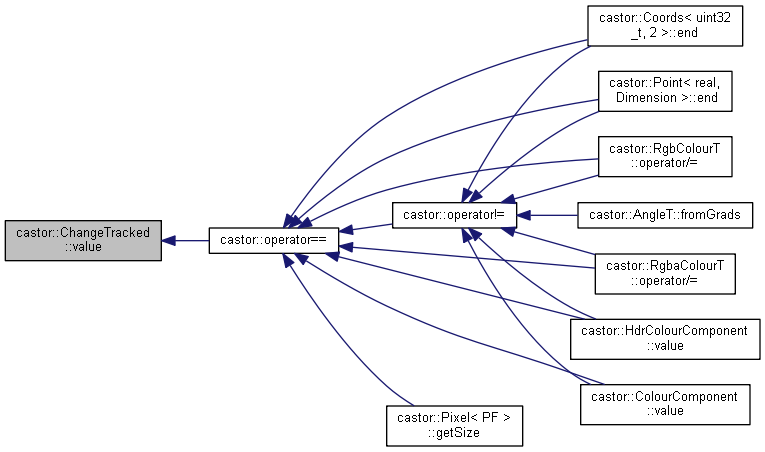 castor::ChangeTracked
::value
castor::operator==
castor::operator!=
castor::Pixel< PF >
::getSize
castor::Coords< uint32
_t, 2 >::end
castor::Point< real,
Dimension >::end
castor::RgbColourT
::operator/=
castor::AngleT::fromGrads
castor::RgbaColourT
::operator/=
castor::HdrColourComponent
::value
castor::ColourComponent
::value